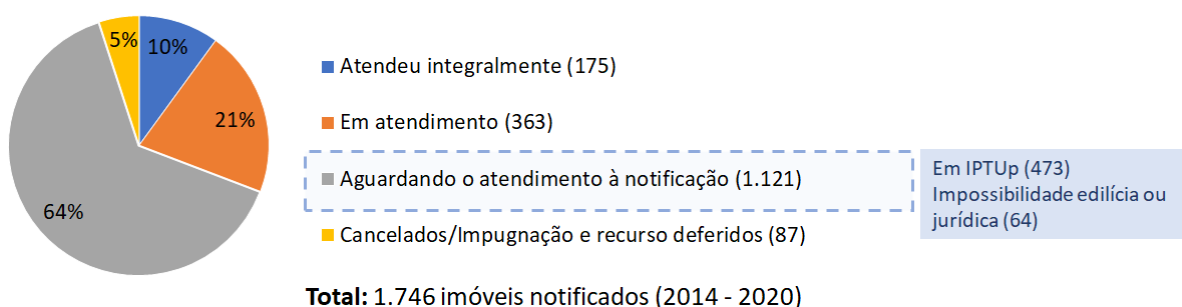 5%
10%
21%
64%
Atendeu integralmente (175)
Em atendimento (363)
Aguardando o atendimento à notificação (1.121)
Cancelados/Impugnação e recurso deferidos (87)
Em IPTUp (473)
Impossibilidade edilícia ou
jurídica (64)
Total: 1.746 imóveis notificados (2014 - 2020)